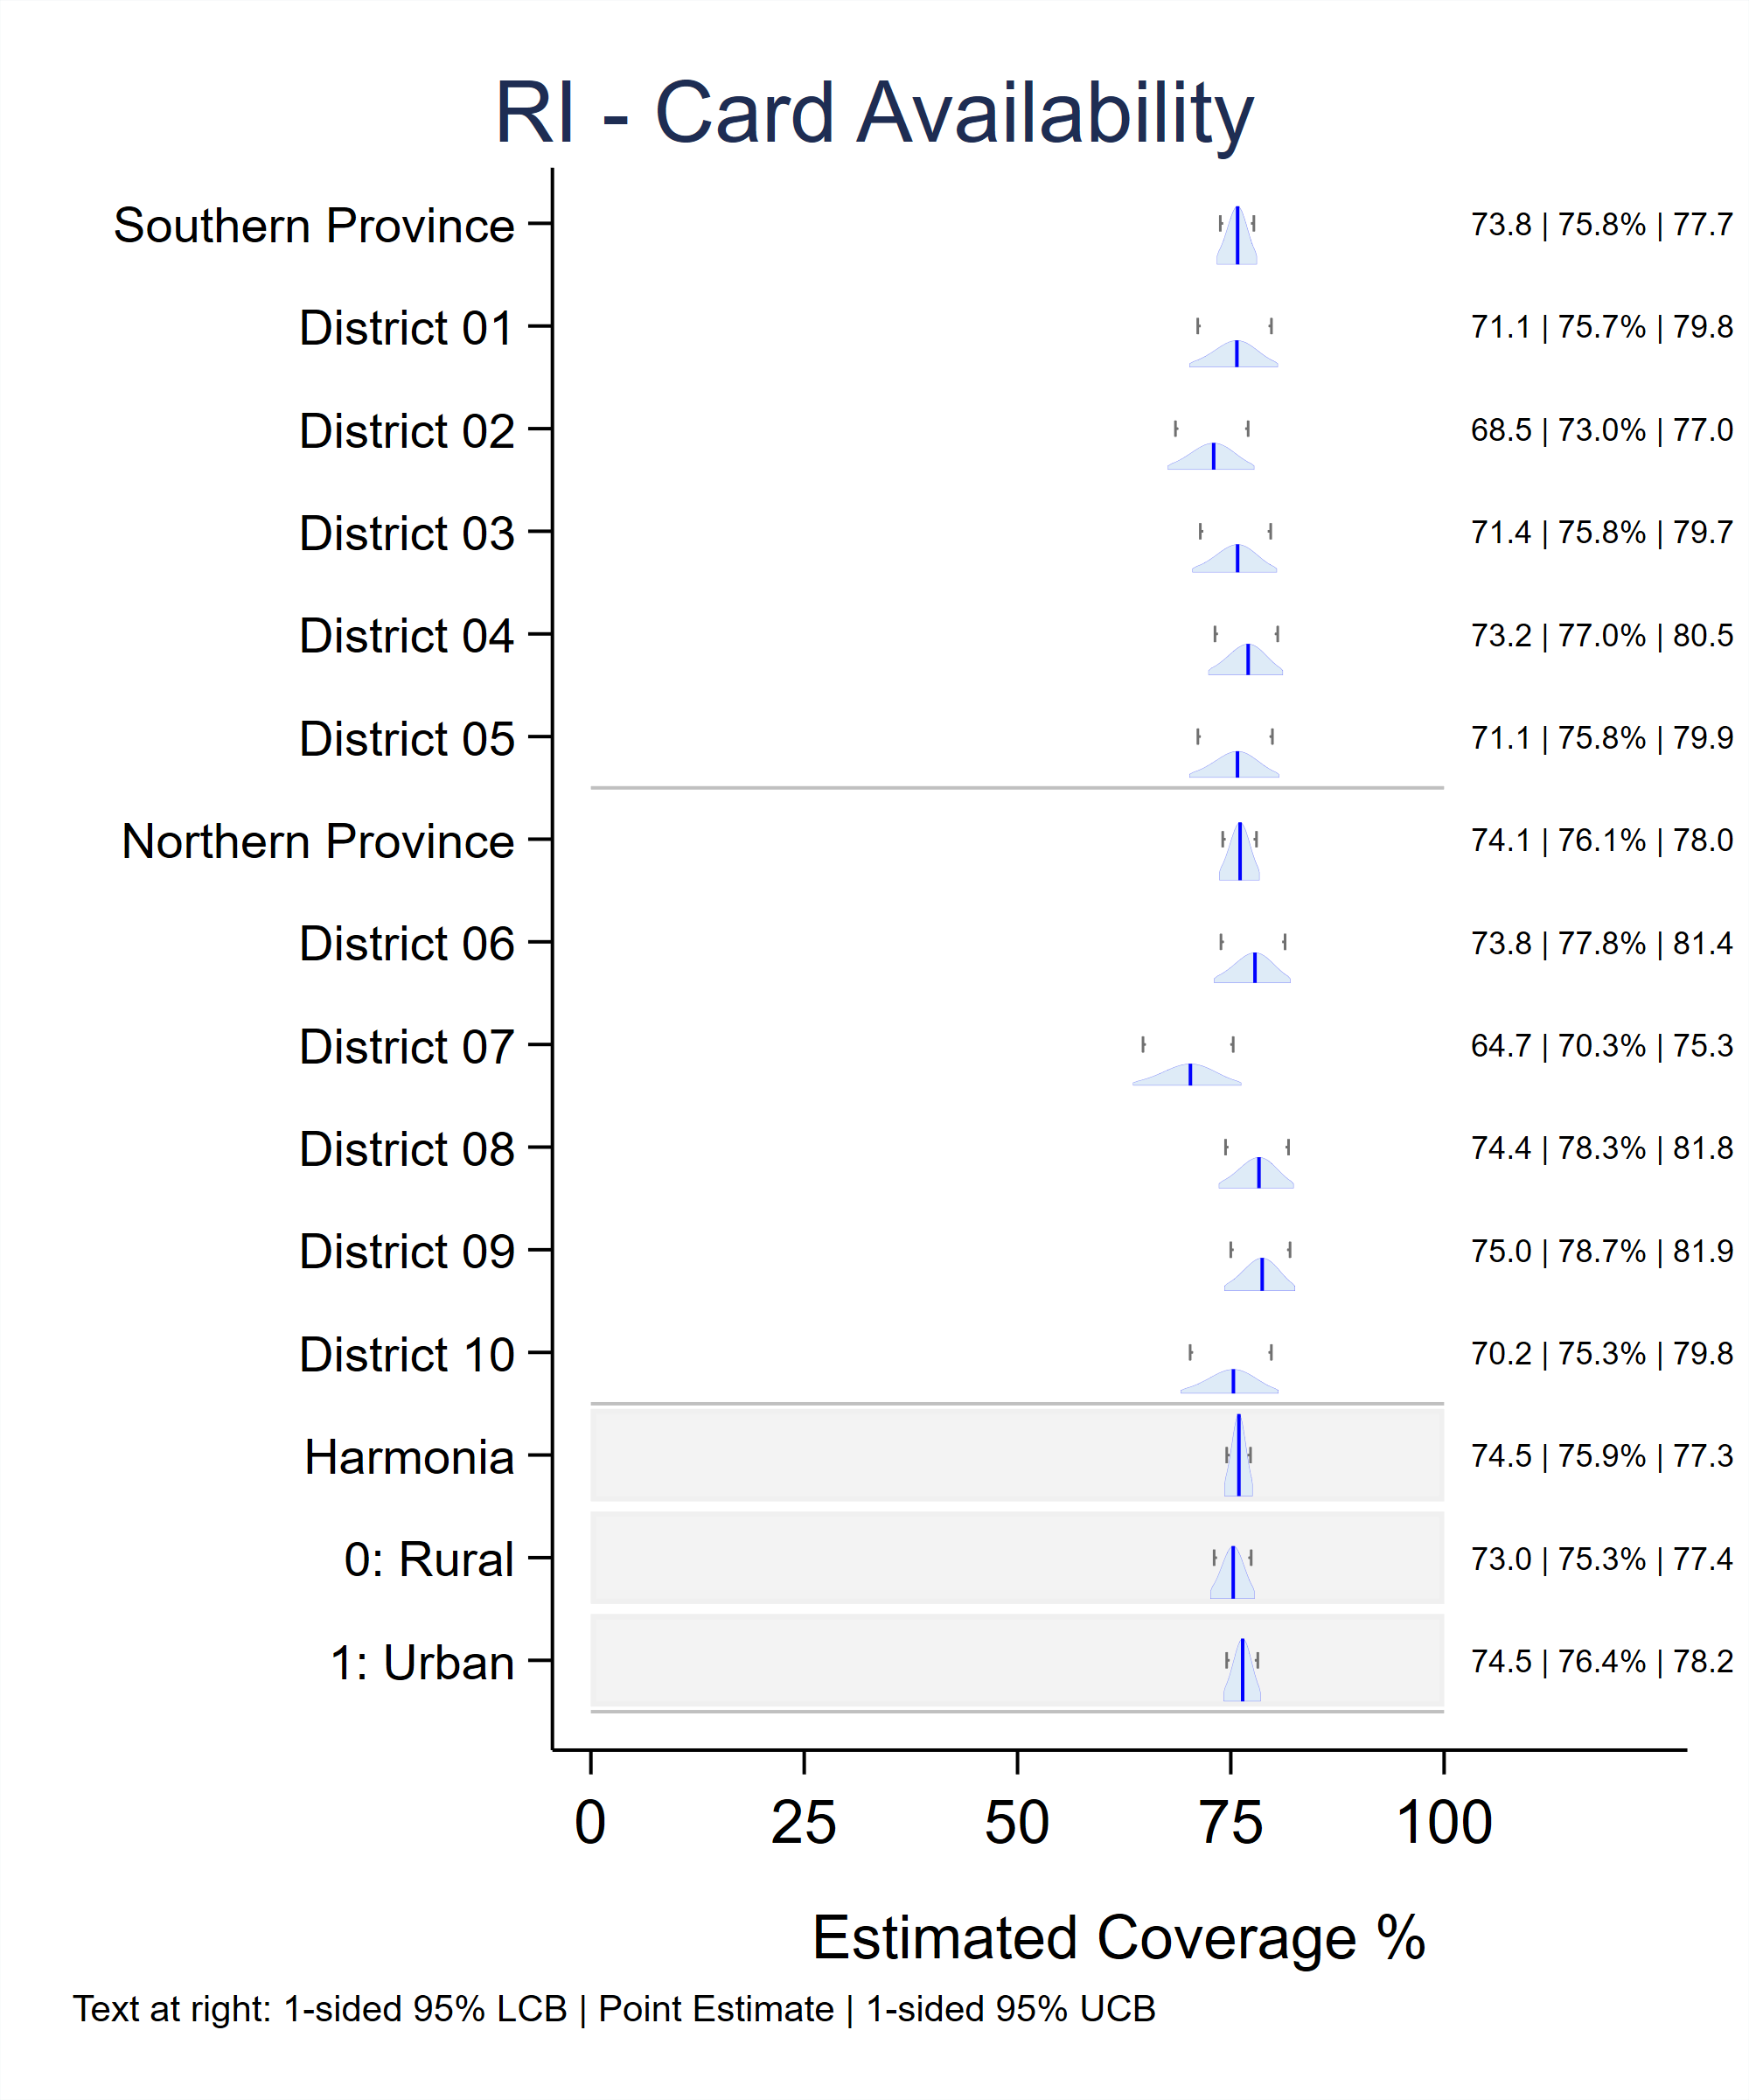 RI - Card Availability
Southern Province 73.8 | 75.8% | 77.7
District 01 71.1 | 75.7% | 79.8
District 02 68.5 | 73.0% | 77.0
District 03 71.4 | 75.8% | 79.7
District 04 73.2 | 77.0% | 80.5
District 05 71.1 | 75.8% | 79.9
Northern Province 74.1 | 76.1% | 78.0
District 06 73.8 | 77.8% | 81.4
District 07 64.7 | 70.3% | 75.3
District 08 74.4 | 78.3% | 81.8
District 09 75.0 | 78.7% | 81.9
District 10 70.2 | 75.3% | 79.8
Harmonia 74.5 | 75.9% | 77.3
0: Rural 73.0 | 75.3% | 77.4
1: Urban 74.5 | 76.4% | 78.2
0 25 50 75 100
Estimated Coverage %
Text at right: 1-sided 95% LCB | Point Estimate | 1-sided 95% UCB